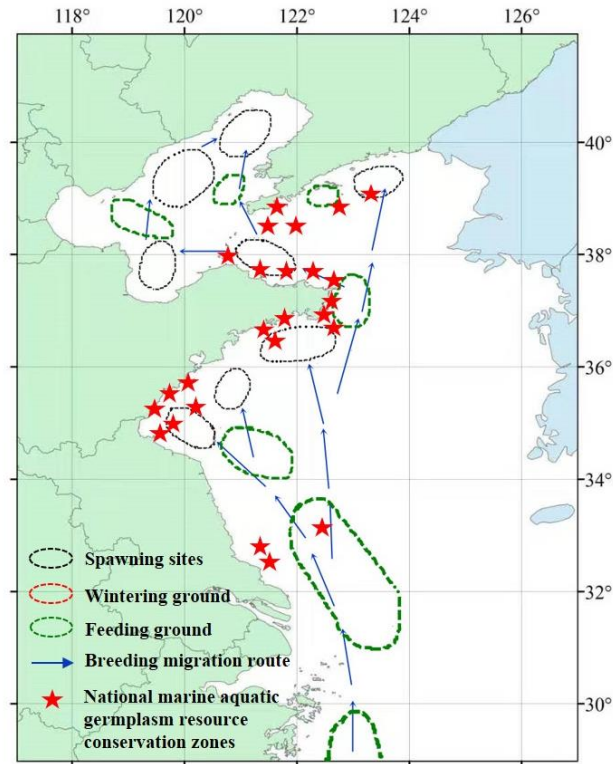 118° 120° 122° 124° 126°
40°
38°
36°
34°
32°
30°
Spawning sites
Wintering ground
Feeding ground
Breeding migration route
National marine aquatic
germplasm resource
conservation zones